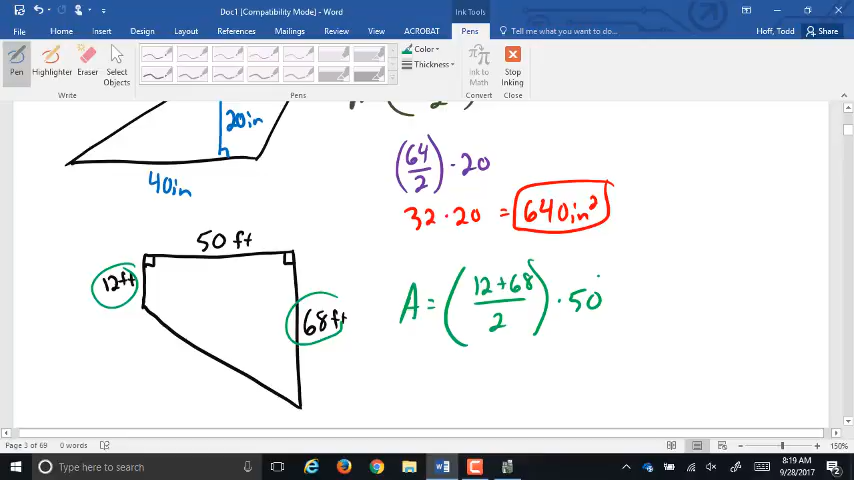 Doc1 [Compatibility Mode] - Word
Ink Tools
Hoff, Todd
File Home Insert Design Layout References Mailings Review View ACROBAT Pens Tell me what you want to do... Share
Pen Highlighter Eraser Select Objects
Color
Thickness
Ink to Math
Stop Inking
Write Pens Convert Close
2
20in
40in
(64/2) · 20
32 · 20 = 640in²
50 ft
12ft
68ft
A = (12+68/2) · 50
Page 3 of 69 0 words
150%
Type here to search
8:19 AM
9/28/2017
2